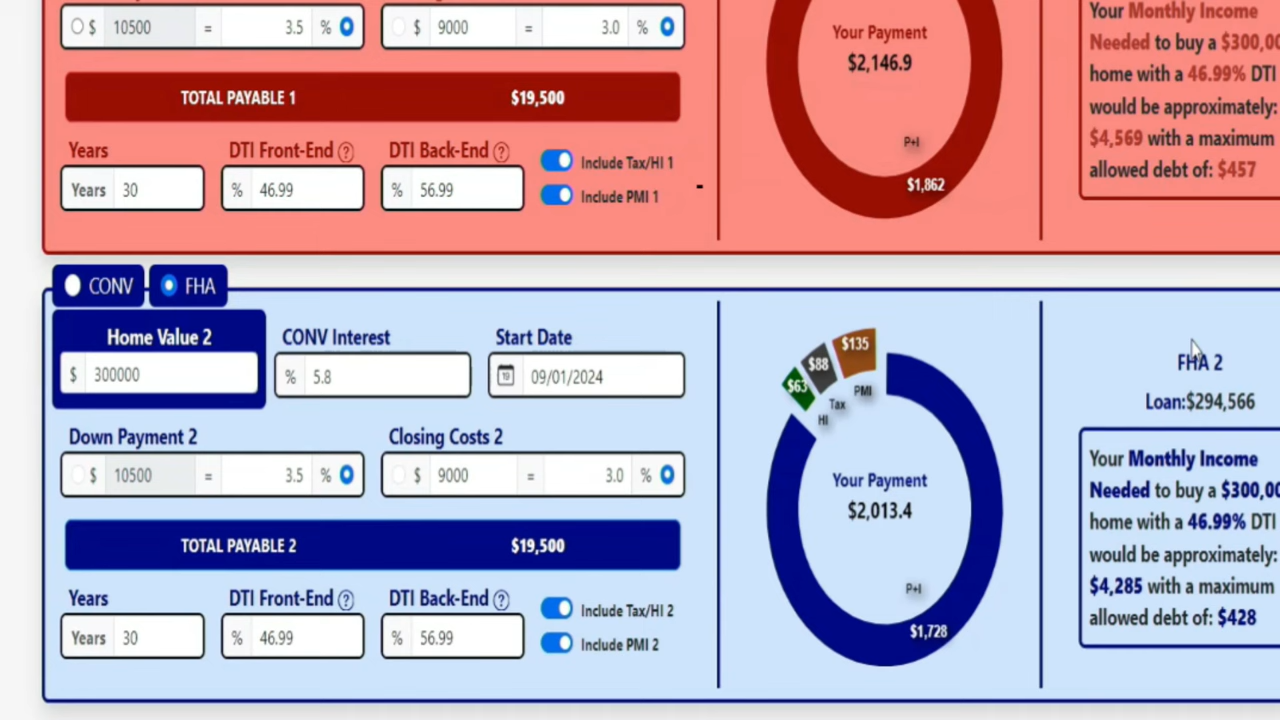 $ 10500 = 3.5 %
$ 9000 = 3.0 %
TOTAL PAYABLE 1 $19,500
Years
DTI Front-End ?
DTI Back-End ?
Years 30
% 46.99
% 56.99
Include Tax/HI 1
Include PMI 1
Your Payment
$2,146.9
P+I
$1,862
Your Monthly Income
Needed to buy a
home with a 46.99% DTI
would be approximately:
$4,569 with a maximum
allowed debt of: $457
CONV
FHA
Home Value 2
CONV Interest
Start Date
$ 300000
% 5.8
09/01/2024
Down Payment 2
Closing Costs 2
$ 10500 = 3.5 %
$ 9000 = 3.0 %
TOTAL PAYABLE 2 $19,500
Years
DTI Front-End ?
DTI Back-End ?
Years 30
% 46.99
% 56.99
Include Tax/HI 2
Include PMI 2
$135
$88
$63
PMI
Tax
HI
Your Payment
$2,013.4
P+I
$1,728
FHA 2
Loan:$294,566
Your Monthly Income
Needed to buy a
home with a 46.99% DTI
would be approximately:
$4,285 with a maximum
allowed debt of: $428